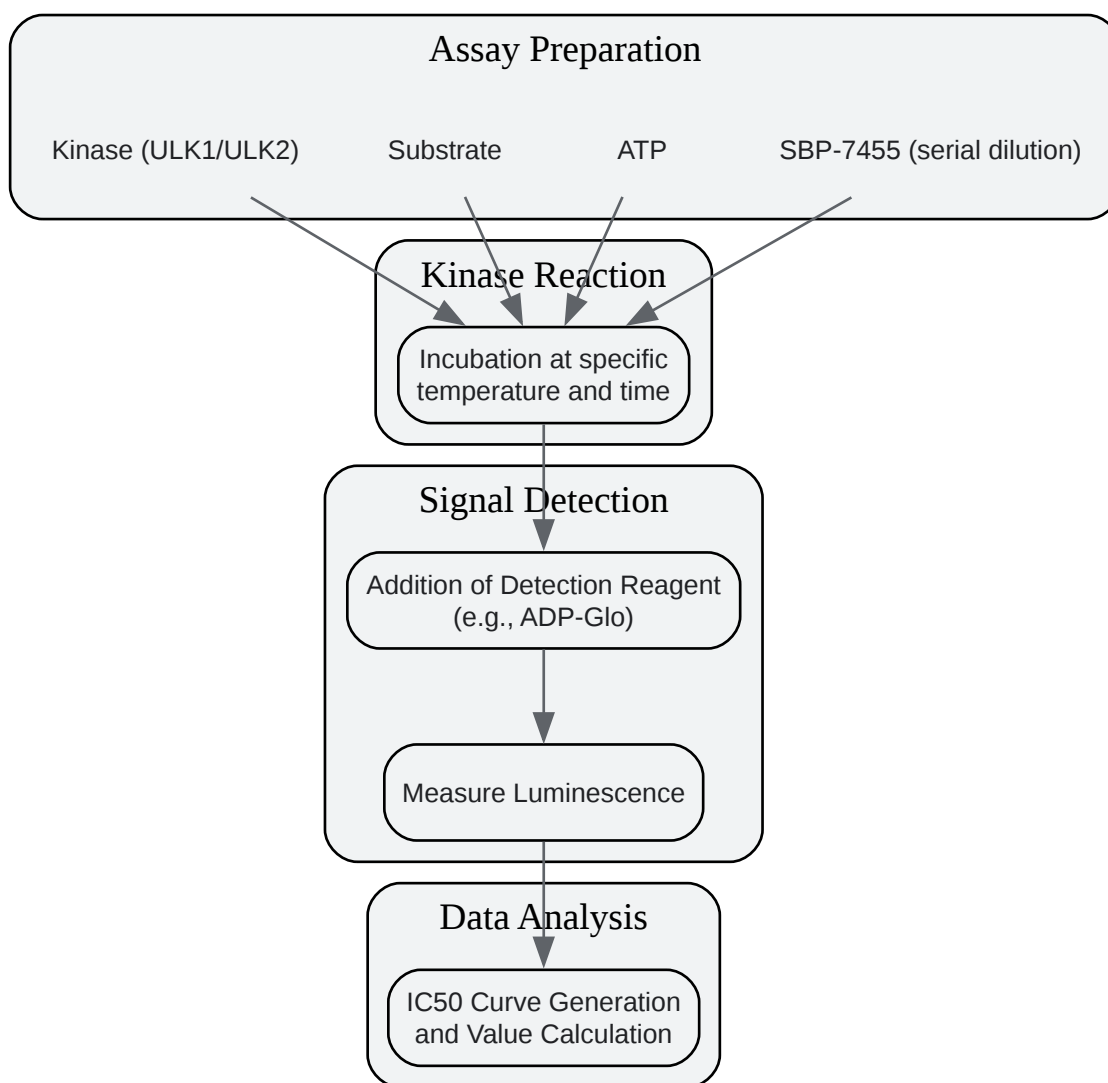 Assay Preparation
Kinase (ULK1/ULK2) Substrate ATP SBP-7455 (serial dilution)
Kinase Reaction
Incubation at specific
temperature and time
Signal Detection
Addition of Detection Reagent
(e.g., ADP-Glo)
Measure Luminescence
Data Analysis
IC50 Curve Generation
and Value Calculation